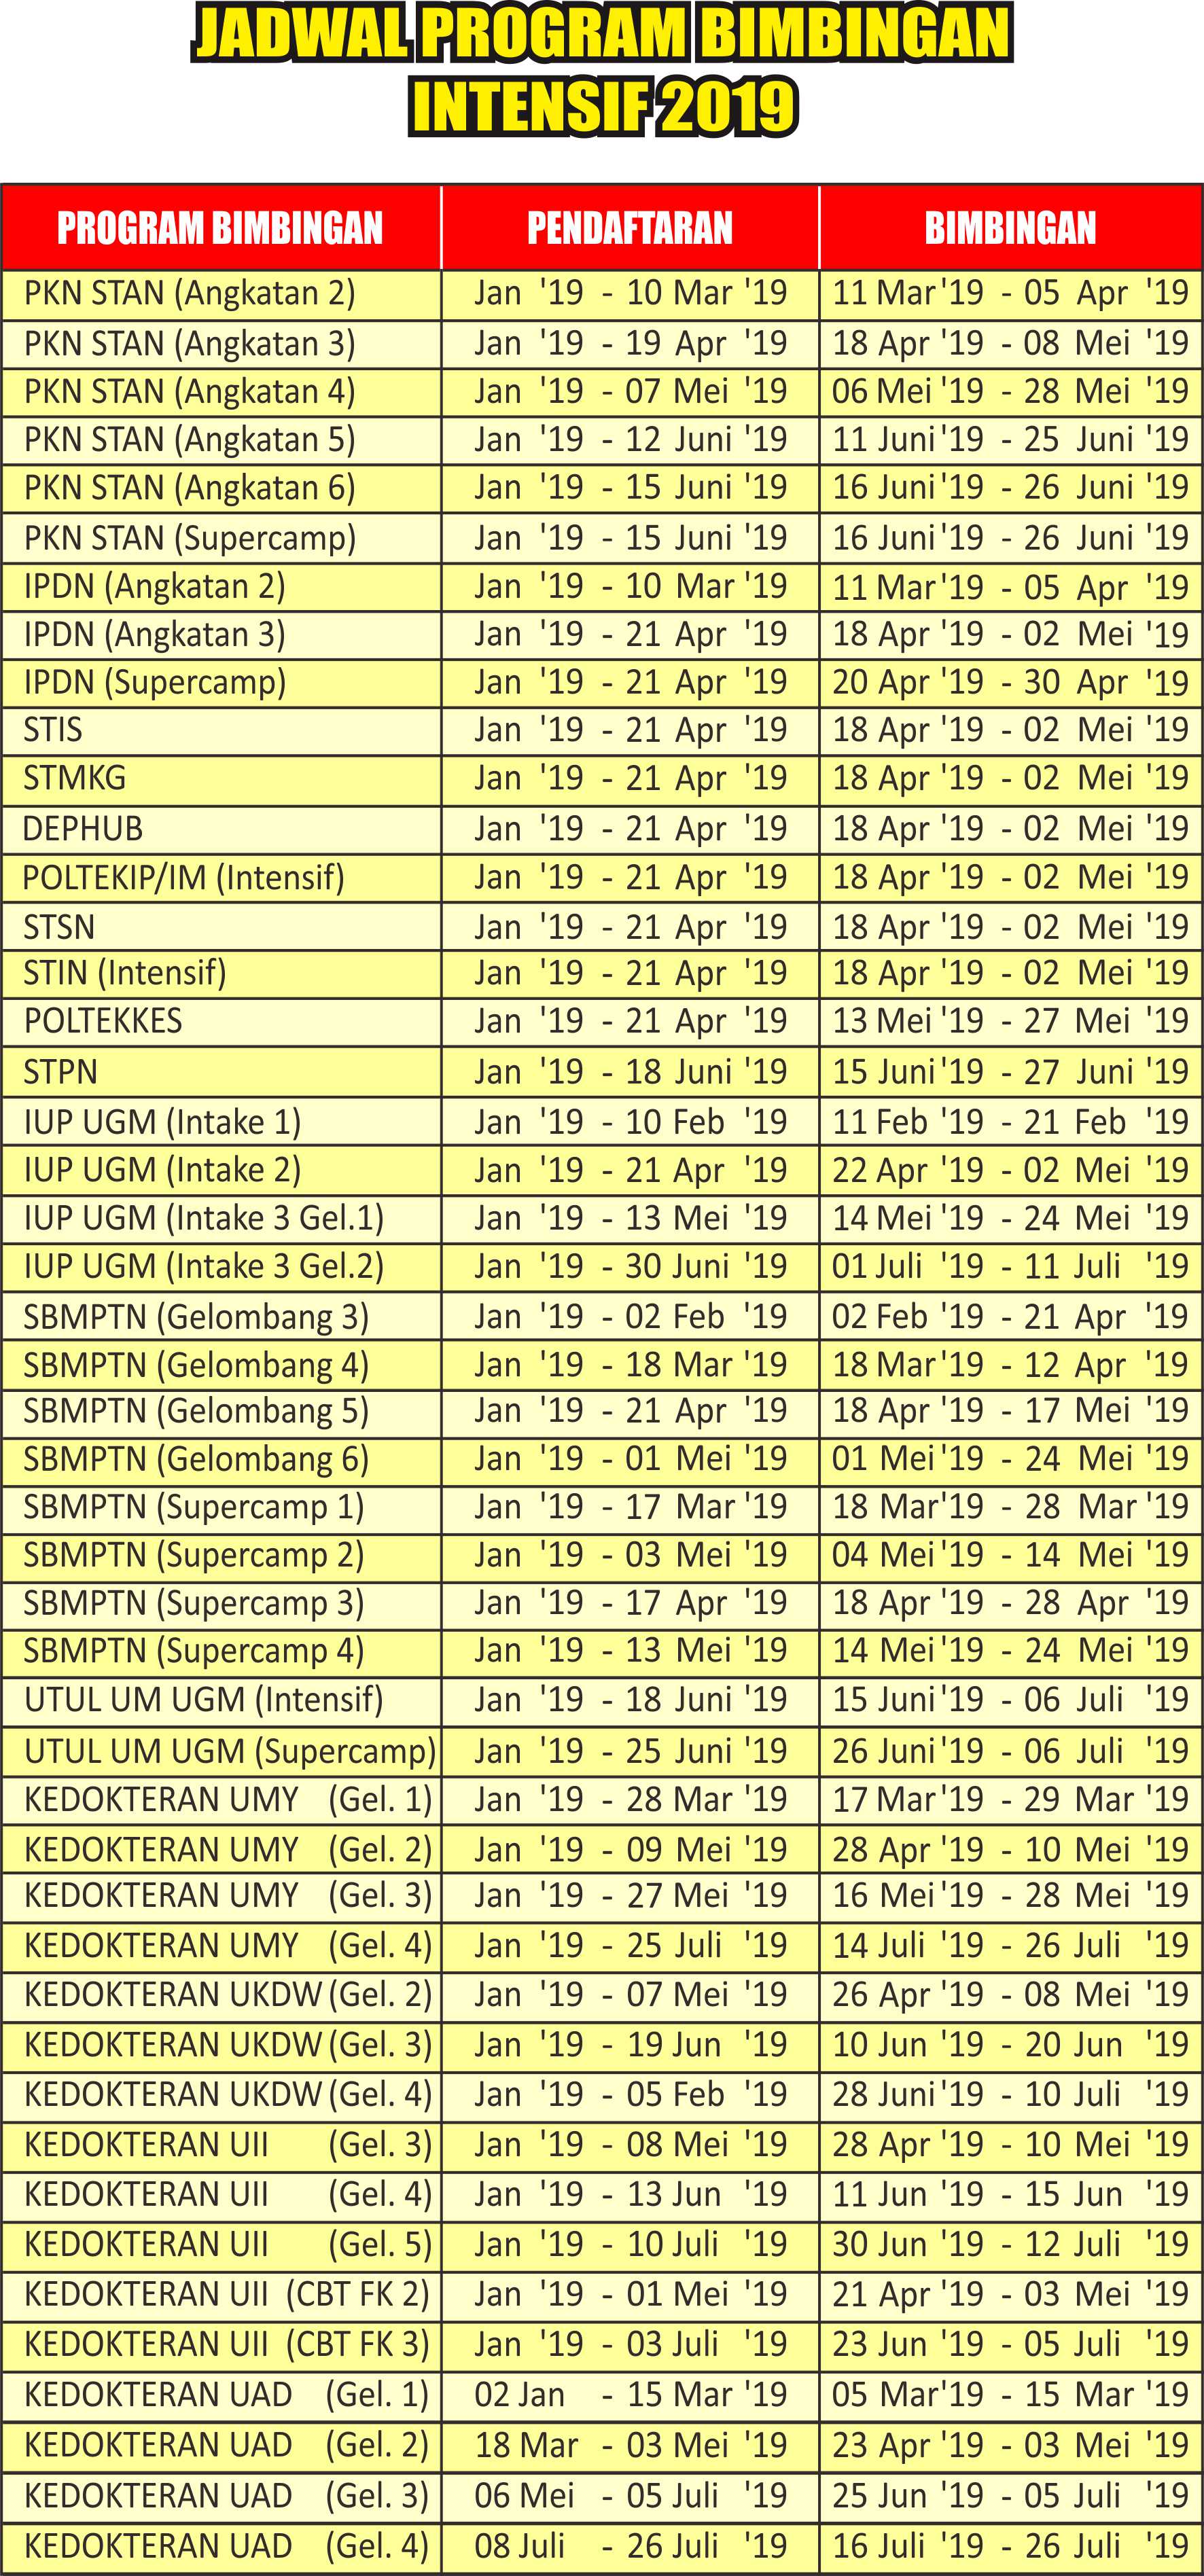 JADWAL PROGRAM BIMBINGAN
INTENSIF 2019
PROGRAM BIMBINGAN PENDAFTARAN BIMBINGAN
PKN STAN (Angkatan 2) Jan '19 - 10 Mar '19 11 Mar '19 - 05 Apr '19
PKN STAN (Angkatan 3) Jan '19 - 19 Apr '19 18 Apr '19 - 08 Mei '19
PKN STAN (Angkatan 4) Jan '19 - 07 Mei '19 06 Mei '19 - 28 Mei '19
PKN STAN (Angkatan 5) Jan '19 - 12 Juni '19 11 Juni '19 - 25 Juni '19
PKN STAN (Angkatan 6) Jan '19 - 15 Juni '19 16 Juni '19 - 26 Juni '19
PKN STAN (Supercamp) Jan '19 - 15 Juni '19 16 Juni '19 - 26 Juni '19
IPDN (Angkatan 2) Jan '19 - 10 Mar '19 11 Mar '19 - 05 Apr '19
IPDN (Angkatan 3) Jan '19 - 21 Apr '19 18 Apr '19 - 02 Mei '19
IPDN (Supercamp) Jan '19 - 21 Apr '19 20 Apr '19 - 30 Apr '19
STIS Jan '19 - 21 Apr '19 18 Apr '19 - 02 Mei '19
STMKG Jan '19 - 21 Apr '19 18 Apr '19 - 02 Mei '19
DEPHUB Jan '19 - 21 Apr '19 18 Apr '19 - 02 Mei '19
POLTEKIP/IM (Intensif) Jan '19 - 21 Apr '19 18 Apr '19 - 02 Mei '19
STSN Jan '19 - 21 Apr '19 18 Apr '19 - 02 Mei '19
STIN (Intensif) Jan '19 - 21 Apr '19 18 Apr '19 - 02 Mei '19
POLTEKKES Jan '19 - 21 Apr '19 13 Mei '19 - 27 Mei '19
STPN Jan '19 - 18 Juni '19 15 Juni '19 - 27 Juni '19
IUP UGM (Intake 1) Jan '19 - 10 Feb '19 11 Feb '19 - 21 Feb '19
IUP UGM (Intake 2) Jan '19 - 21 Apr '19 22 Apr '19 - 02 Mei '19
IUP UGM (Intake 3 Gel.1) Jan '19 - 13 Mei '19 14 Mei '19 - 24 Mei '19
IUP UGM (Intake 3 Gel.2) Jan '19 - 30 Juni '19 01 Juli '19 - 11 Juli '19
SBMPTN (Gelombang 3) Jan '19 - 02 Feb '19 02 Feb '19 - 21 Apr '19
SBMPTN (Gelombang 4) Jan '19 - 18 Mar '19 18 Mar '19 - 12 Apr '19
SBMPTN (Gelombang 5) Jan '19 - 21 Apr '19 18 Apr '19 - 17 Mei '19
SBMPTN (Gelombang 6) Jan '19 - 01 Mei '19 01 Mei '19 - 24 Mei '19
SBMPTN (Supercamp 1) Jan '19 - 17 Mar '19 18 Mar '19 - 28 Mar '19
SBMPTN (Supercamp 2) Jan '19 - 03 Mei '19 04 Mei '19 - 14 Mei '19
SBMPTN (Supercamp 3) Jan '19 - 17 Apr '19 18 Apr '19 - 28 Apr '19
SBMPTN (Supercamp 4) Jan '19 - 13 Mei '19 14 Mei '19 - 24 Mei '19
UTUL UM UGM (Intensif) Jan '19 - 18 Juni '19 15 Juni '19 - 06 Juli '19
UTUL UM UGM (Supercamp) Jan '19 - 25 Juni '19 26 Juni '19 - 06 Juli '19
KEDOKTERAN UMY (Gel. 1) Jan '19 - 28 Mar '19 17 Mar '19 - 29 Mar '19
KEDOKTERAN UMY (Gel. 2) Jan '19 - 09 Mei '19 28 Apr '19 - 10 Mei '19
KEDOKTERAN UMY (Gel. 3) Jan '19 - 27 Mei '19 16 Mei '19 - 28 Mei '19
KEDOKTERAN UMY (Gel. 4) Jan '19 - 25 Juli '19 14 Juli '19 - 26 Juli '19
KEDOKTERAN UKDW (Gel. 2) Jan '19 - 07 Mei '19 26 Apr '19 - 08 Mei '19
KEDOKTERAN UKDW (Gel. 3) Jan '19 - 19 Jun '19 10 Jun '19 - 20 Jun '19
KEDOKTERAN UKDW (Gel. 4) Jan '19 - 05 Feb '19 28 Juni '19 - 10 Juli '19
KEDOKTERAN UII (Gel. 3) Jan '19 - 08 Mei '19 28 Apr '19 - 10 Mei '19
KEDOKTERAN UII (Gel. 4) Jan '19 - 13 Jun '19 11 Jun '19 - 15 Jun '19
KEDOKTERAN UII (Gel. 5) Jan '19 - 10 Juli '19 30 Jun '19 - 12 Juli '19
KEDOKTERAN UII (CBT FK 2) Jan '19 - 01 Mei '19 21 Apr '19 - 03 Mei '19
KEDOKTERAN UII (CBT FK 3) Jan '19 - 03 Juli '19 23 Jun '19 - 05 Juli '19
KEDOKTERAN UAD (Gel. 1) 02 Jan - 15 Mar '19 05 Mar '19 - 15 Mar '19
KEDOKTERAN UAD (Gel. 2) 18 Mar - 03 Mei '19 23 Apr '19 - 03 Mei '19
KEDOKTERAN UAD (Gel. 3) 06 Mei - 05 Juli '19 25 Jun '19 - 05 Juli '19
KEDOKTERAN UAD (Gel. 4) 08 Juli - 26 Juli '19 16 Juli '19 - 26 Juli '19